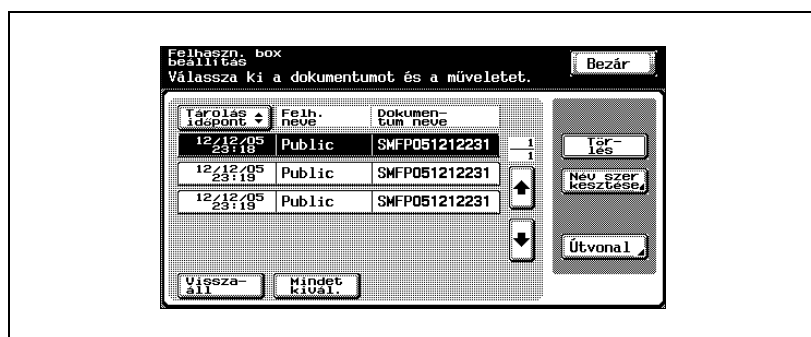 Felhaszn. box
beállítás
Válassza ki a dokumentumot és a műveletet.
Bezár
Tárolás
időpont
Felh.
neve
Dokumen-
tum neve
12/12/05
23:18
Public
SMFP051212231
1
1
12/12/05
23:19
Public
SMFP051212231
12/12/05
23:19
Public
SMFP051212231
Tör-
lés
Név szer
kesztése
Útvonal
Vissza-
áll
Mindet
kivál.